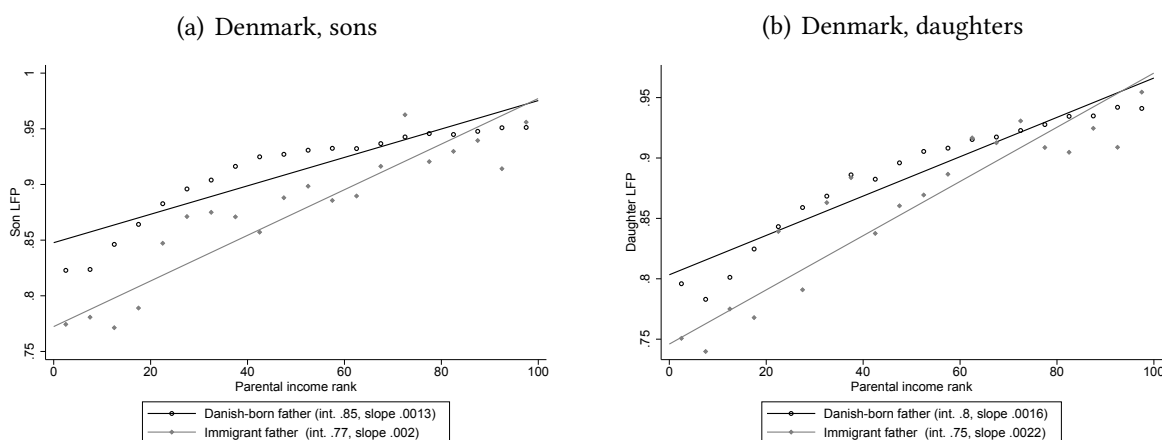 (a) Denmark, sons
Son LFP
1
.95
.9
.85
.8
.75
0 20 40 60 80 100
Parental income rank
Danish-born father (int. .85, slope .0013)
Immigrant father (int. .77, slope .002)
(b) Denmark, daughters
Daughter LFP
.95
.9
.85
.8
.75
0 20 40 60 80 100
Parental income rank
Danish-born father (int. .8, slope .0016)
Immigrant father (int. .75, slope .0022)